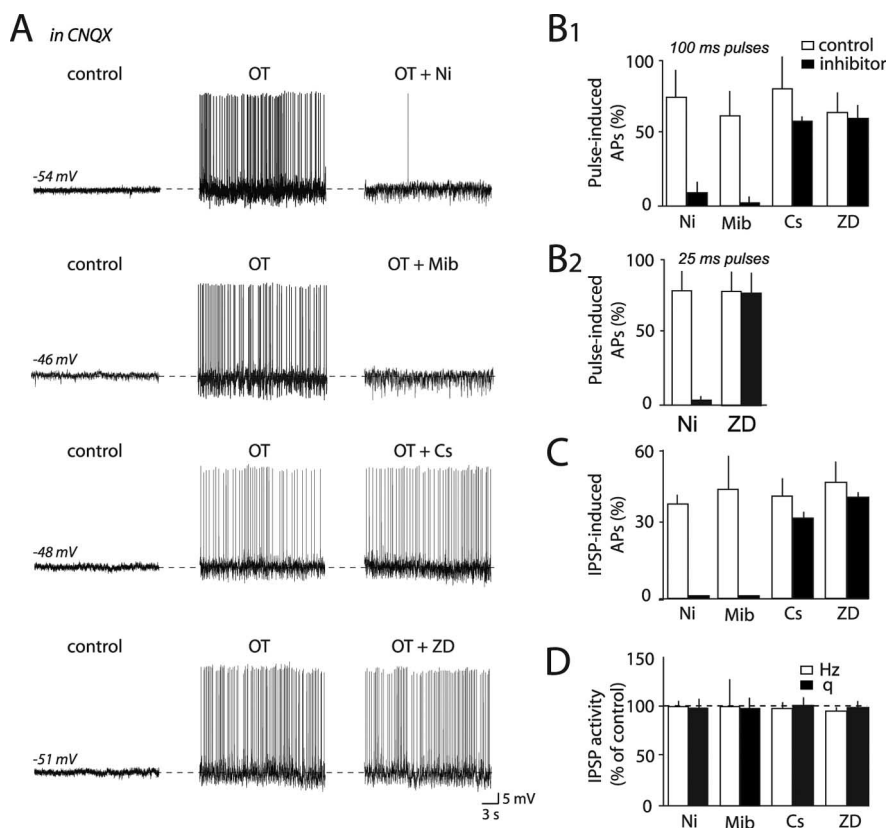 A in CNQX
control OT OT + Ni
-54 mV
control OT OT + Mib
-46 mV
control OT OT + Cs
-48 mV
control OT OT + ZD
-51 mV
5 mV
3 s
B1
100 ms pulses
control
inhibitor
Pulse-induced
APs (%)
100
50
0
Ni Mib Cs ZD
B2
25 ms pulses
Pulse-induced
APs (%)
100
50
0
Ni ZD
C
IPSP-induced
APs (%)
60
30
0
Ni Mib Cs ZD
D
Hz
q
IPSP activity
(% of control)
150
100
50
0
Ni Mib Cs ZD